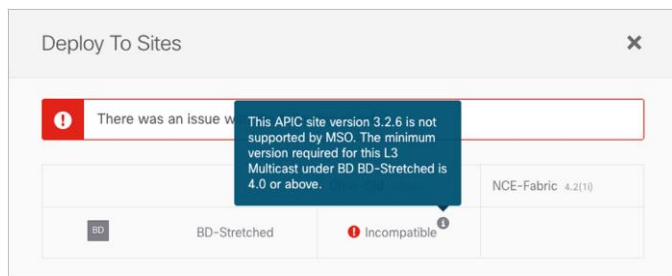 Deploy To Sites
There was an issue w
This APIC site version 3.2.6 is not
supported by MSO. The minimum
version required for this L3
Multicast under BD BD-Stretched is
4.0 or above.
NCE-Fabric 4.2(1i)
BD
BD-Stretched
Incompatible